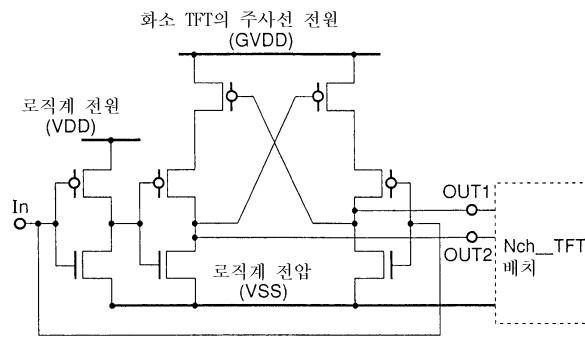 화소 TFT의 주사선 전원
(GVDD)
로직계 전원
(VDD)
In
OUT1
OUT2
Nch__TFT
배치
로직계 전압
(VSS)